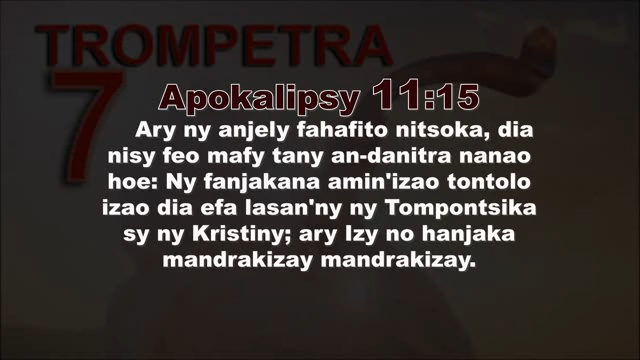 TROMPETRA
7
Apokalipsy 11:15
Ary ny anjely fahafito nitsoka, dia
nisy feo mafy tany an-danitra nanao
hoe: Ny fanjakana amin'izao tontolo
izao dia efa lasan'ny ny Tompontsika
sy ny Kristiny; ary Izy no hanjaka
mandrakizay mandrakizay.